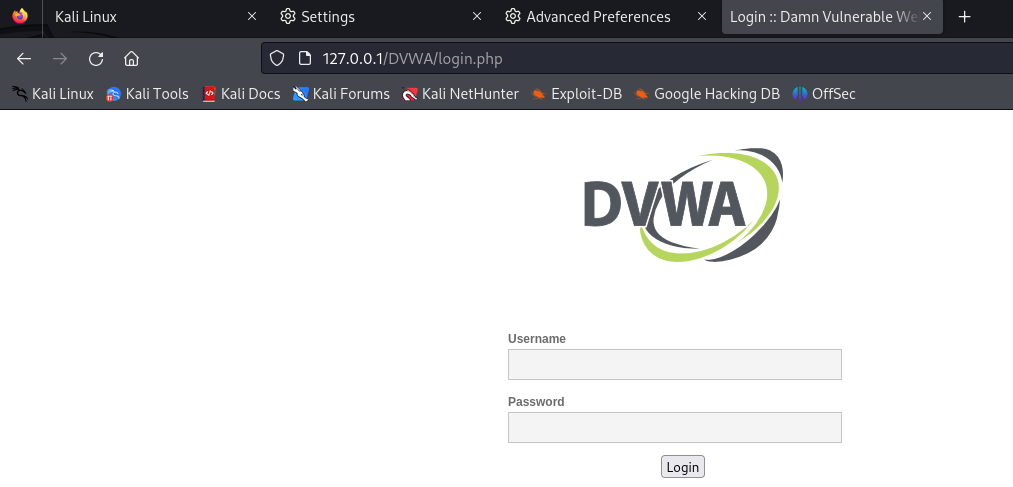 Kali Linux Settings Advanced Preferences Login :: Damn Vulnerable We
127.0.0.1/DVWA/login.php
Kali Linux Kali Tools Kali Docs Kali Forums Kali NetHunter Exploit-DB Google Hacking DB OffSec
DVWA
Username
Password
Login